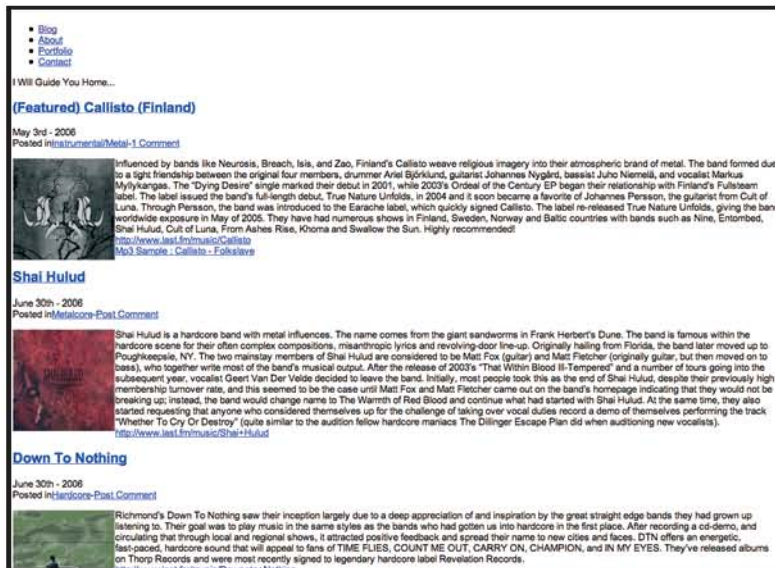 Blog
About
Portfolio
Contact
I Will Guide You Home...
(Featured) Callisto (Finland)
May 3rd - 2006
Posted inInstrumental/Metal-1 Comment
Influenced by bands like Neurosis, Breach, Isis, and Zao, Finland's Callisto weave religious imagery into their atmospheric brand of metal. The band formed due
to a tight friendship between the original four members, drummer Ariel Björklund, guitarist Johannes Nygård, bassist Juho Niemelä, and vocalist Markus
Myllykangas. The "Dying Desire" single marked their debut in 2001, while 2003's Ordeal of the Century EP began their relationship with Finland's Fullsteam
label. The label issued the band's full-length debut, True Nature Unfolds, in 2004 and it soon became a favorite of Johannes Persson, the guitarist from Cult of
Luna. Through Persson, the band was introduced to the Earache label, which quickly signed Callisto. The label re-released True Nature Unfolds, giving the band
worldwide exposure in May of 2005. They have had numerous shows in Finland, Sweden, Norway and Baltic countries with bands such as Nine, Entombed,
Shai Hulud, Cult of Luna, From Ashes Rise, Khoma and Swallow the Sun. Highly recommended!
http://www.last.fm/music/Callisto
Mp3 Sample : Callisto - Folkslave
Shai Hulud
June 30th - 2006
Posted inMetalcore-Post Comment
Shai Hulud is a hardcore band with metal influences. The name comes from the giant sandworms in Frank Herbert's Dune. The band is famous within the
hardcore scene for their often complex compositions, misanthropic lyrics and revolving-door line-up. Originally hailing from Florida, the band later moved up to
Poughkeepsie, NY. The two mainstay members of Shai Hulud are considered to be Matt Fox (guitar) and Matt Fletcher (originally guitar, but then moved on to
bass), who together write most of the band's musical output. After the release of 2003's "That Within Blood Ill-Tempered" and a number of tours going into the
subsequent year, vocalist Geert Van Der Velde decided to leave the band. Initially, most people took this as the end of Shai Hulud, despite their previously high
membership turnover rate, and this seemed to be the case until Matt Fox and Matt Fletcher came out on the band's homepage indicating that they would not be
breaking up; instead, the band would change name to The Warmth of Red Blood and continue what had started with Shai Hulud. At the same time, they also
started requesting that anyone who considered themselves up for the challenge of taking over vocal duties record a demo of themselves performing the track
"Whether To Cry Or Destroy" (quite similar to the audition fellow hardcore maniacs The Dillinger Escape Plan did when auditioning new vocalists).
http://www.last.fm/music/Shai+Hulud
Down To Nothing
June 30th - 2006
Posted inHardcore-Post Comment
Richmond's Down To Nothing saw their inception largely due to a deep appreciation of and inspiration by the great straight edge bands they had grown up
listening to. Their goal was to play music in the same styles as the bands who had gotten us into hardcore in the first place. After recording a cd-demo, and
circulating that through local and regional shows, it attracted positive feedback and spread their name to new cities and faces. DTN offers an energetic,
fast-paced, hardcore sound that will appeal to fans of TIME FLIES, COUNT ME OUT, CARRY ON, CHAMPION, and IN MY EYES. They've released albums
on Thorp Records and were most recently signed to legendary hardcore label Revelation Records.